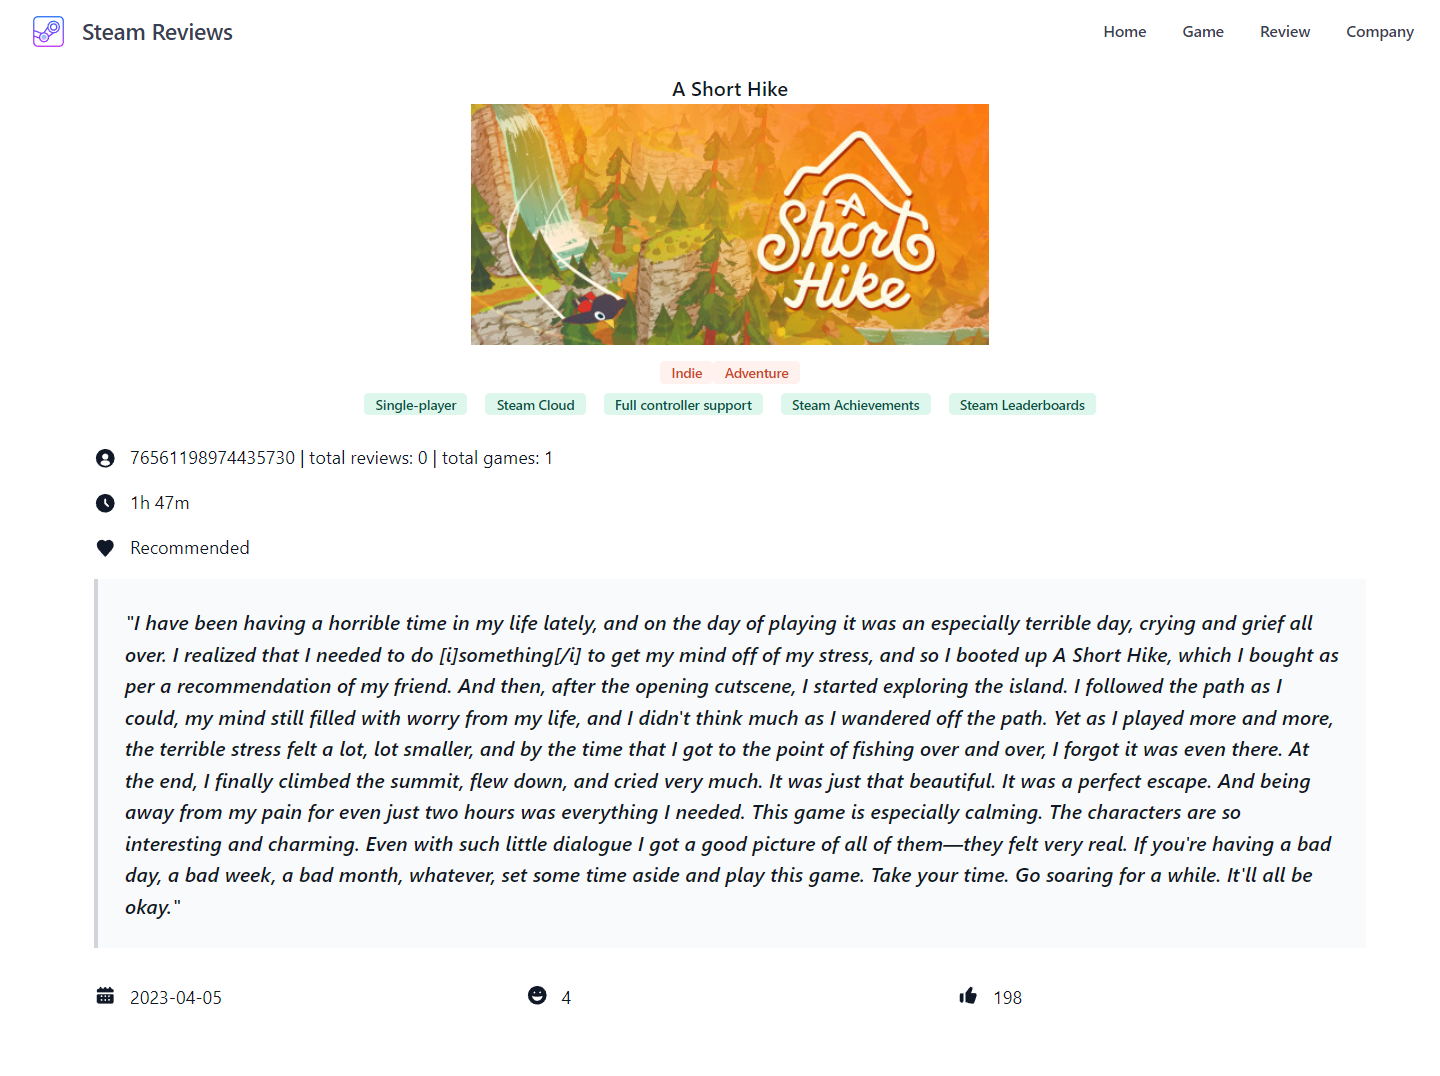 Steam Reviews
Home Game Review Company
A Short Hike
A
Short
Hike
Indie Adventure
Single-player Steam Cloud Full controller support Steam Achievements Steam Leaderboards
76561198974435730 | total reviews: 0 | total games: 1
1h 47m
Recommended
"I have been having a horrible time in my life lately, and on the day of playing it was an especially terrible day, crying and grief all
over. I realized that I needed to do [i]something[/i] to get my mind off of my stress, and so I booted up A Short Hike, which I bought as
per a recommendation of my friend. And then, after the opening cutscene, I started exploring the island. I followed the path as I
could, my mind still filled with worry from my life, and I didn't think much as I wandered off the path. Yet as I played more and more,
the terrible stress felt a lot, lot smaller, and by the time that I got to the point of fishing over and over, I forgot it was even there. At
the end, I finally climbed the summit, flew down, and cried very much. It was just that beautiful. It was a perfect escape. And being
away from my pain for even just two hours was everything I needed. This game is especially calming. The characters are so
interesting and charming. Even with such little dialogue I got a good picture of all of them—they felt very real. If you're having a bad
day, a bad week, a bad month, whatever, set some time aside and play this game. Take your time. Go soaring for a while. It'll all be
okay."
2023-04-05 4 198